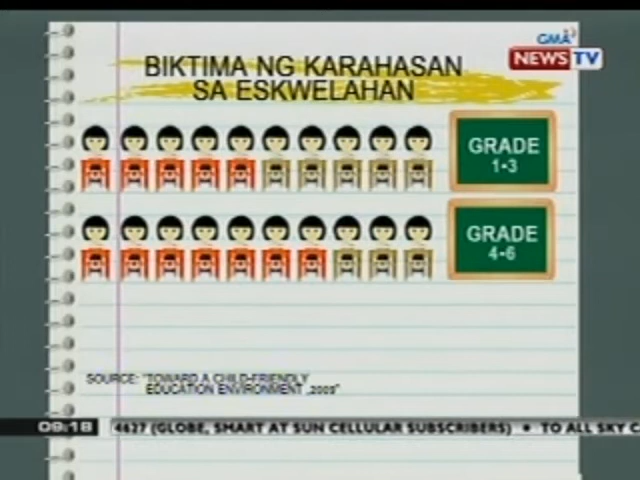 GMA
NEWS TV
BIKTIMA NG KARAHASAN
SA ESKWELAHAN
GRADE
1-3
GRADE
4-6
SOURCE: "TOWARD A CHILD-FRIENDLY
EDUCATION ENVIRONMENT ,2009"
09:18 4627 (GLOBE, SMART AT SUN CELLULAR SUBSCRIBERS) • TO ALL SKY C